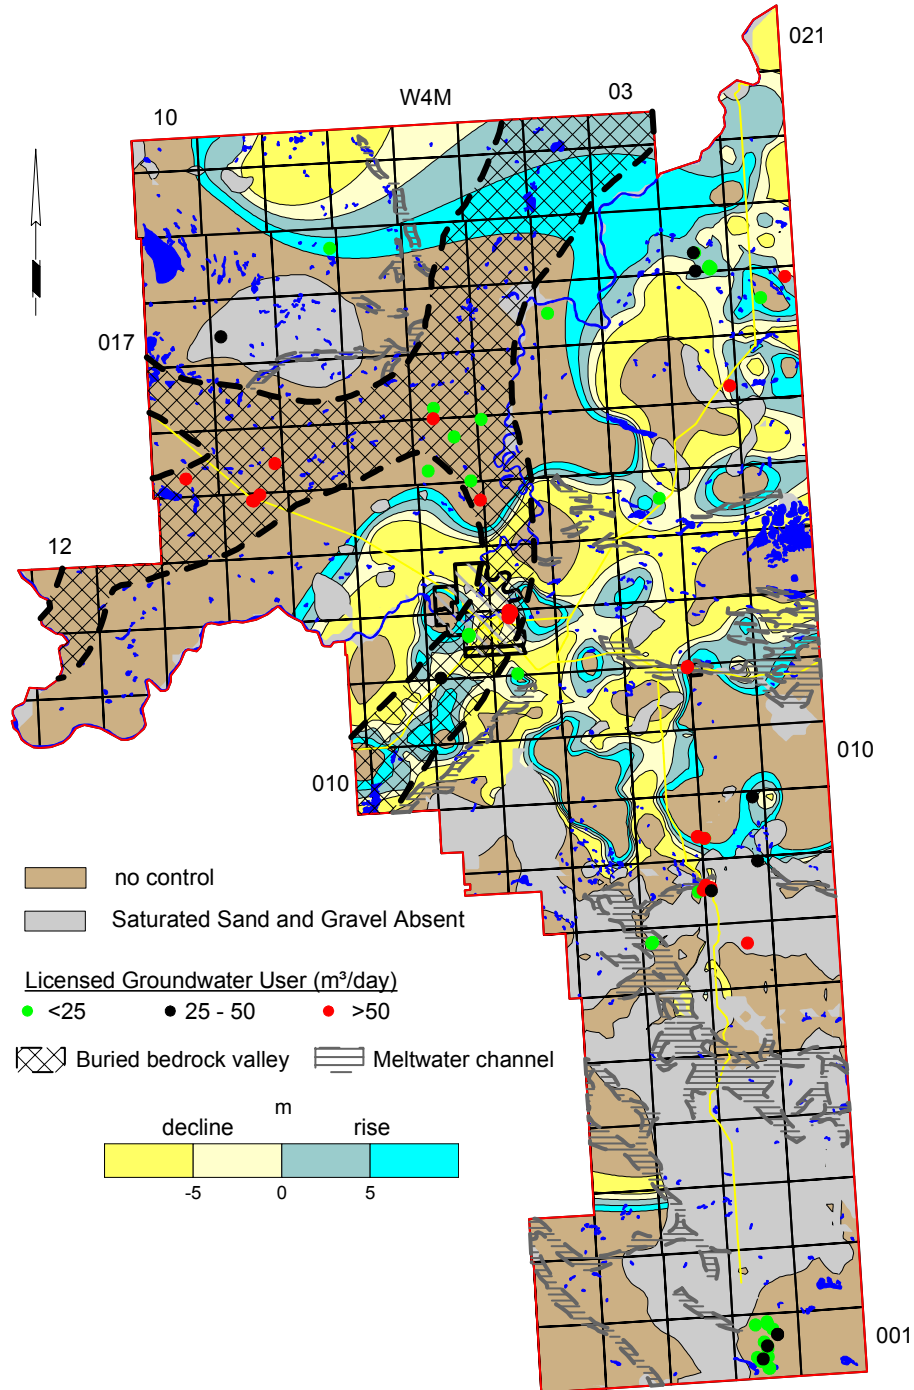 021
W4M
03
10
017
12
010
010
no control
Saturated Sand and Gravel Absent
Licensed Groundwater User (m³/day)
<25 25 - 50 >50
Buried bedrock valley Meltwater channel
m
decline rise
-5 0 5
001